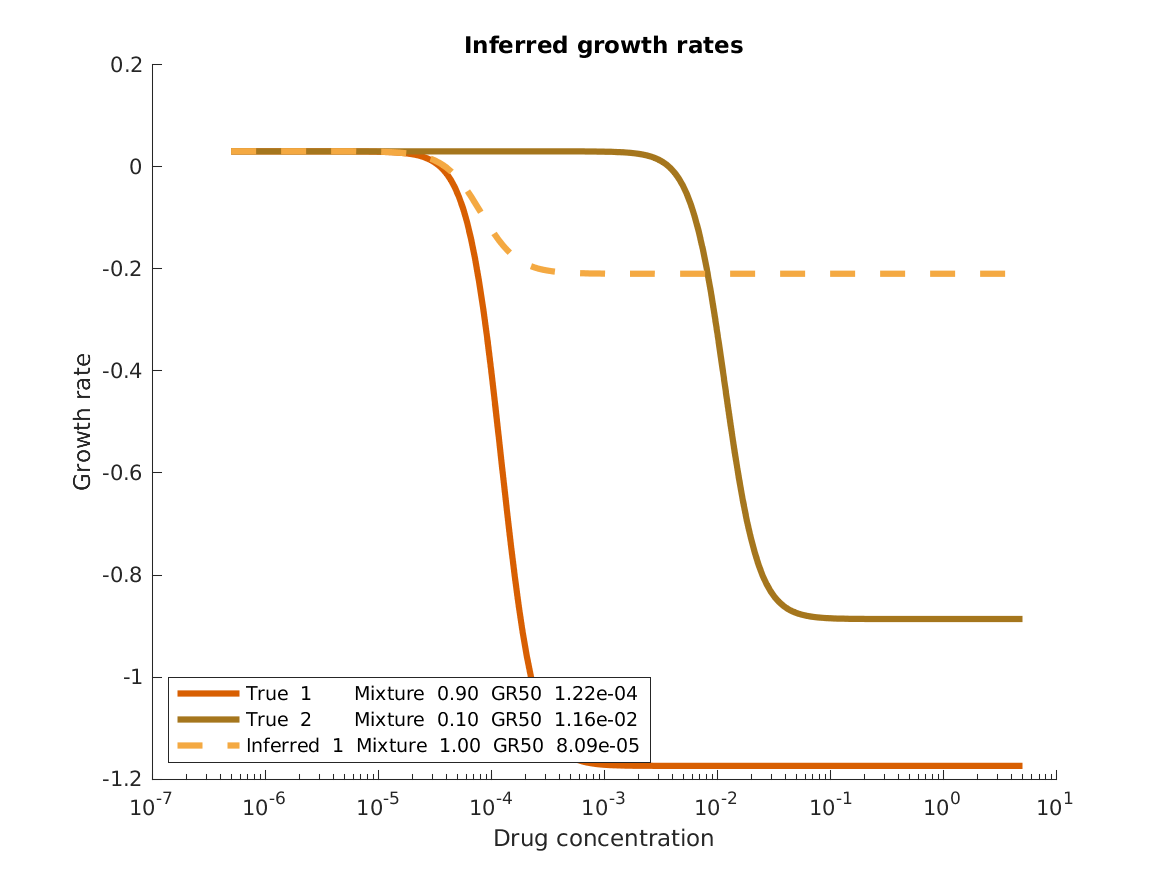 Inferred growth rates
0.2
0
-0.2
-0.4
-0.6
-0.8
-1
-1.2
Growth rate
True 1 Mixture 0.90 GR50 1.22e-04
True 2 Mixture 0.10 GR50 1.16e-02
Inferred 1 Mixture 1.00 GR50 8.09e-05
10^-7 10^-6 10^-5 10^-4 10^-3 10^-2 10^-1 10^0 10^1
Drug concentration